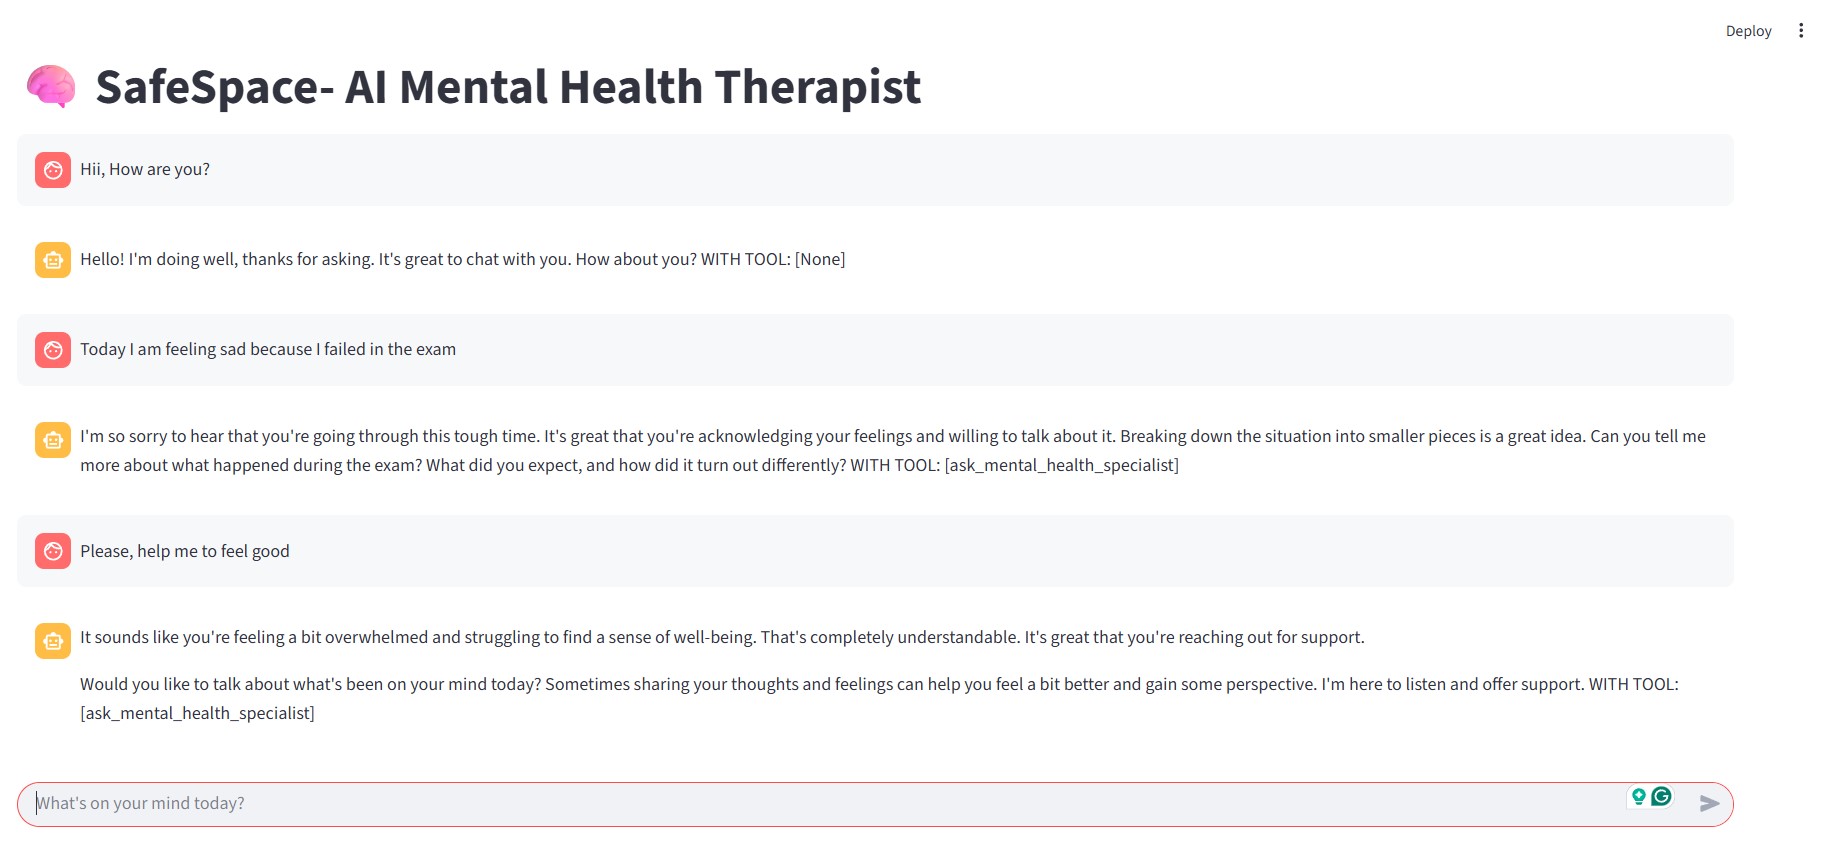 Deploy
SafeSpace- AI Mental Health Therapist
Hii, How are you?
Hello! I'm doing well, thanks for asking. It's great to chat with you. How about you? WITH TOOL: [None]
Today I am feeling sad because I failed in the exam
I'm so sorry to hear that you're going through this tough time. It's great that you're acknowledging your feelings and willing to talk about it. Breaking down the situation into smaller pieces is a great idea. Can you tell me
more about what happened during the exam? What did you expect, and how did it turn out differently? WITH TOOL: [ask_mental_health_specialist]
Please, help me to feel good
It sounds like you're feeling a bit overwhelmed and struggling to find a sense of well-being. That's completely understandable. It's great that you're reaching out for support.
Would you like to talk about what's been on your mind today? Sometimes sharing your thoughts and feelings can help you feel a bit better and gain some perspective. I'm here to listen and offer support. WITH TOOL:
[ask_mental_health_specialist]
What's on your mind today?